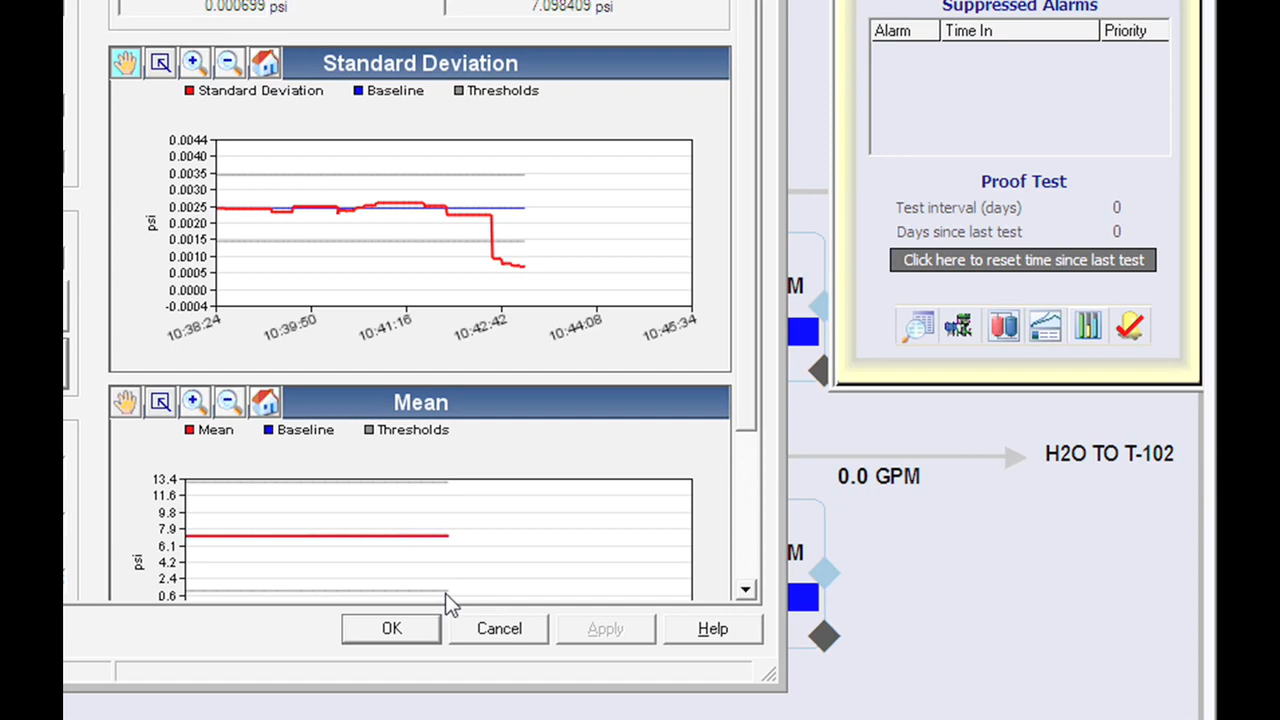 0.000699 psi
7.098409 psi
Standard Deviation
Standard Deviation
Baseline
Thresholds
0.0044
0.0040
0.0035
0.0030
0.0025
0.0020
0.0015
0.0010
0.0005
0.0000
-0.0004
psi
10:38:24
10:39:50
10:41:16
10:42:42
10:44:08
10:45:34
Mean
Mean
Baseline
Thresholds
13.4
11.6
9.8
7.9
6.1
4.2
2.4
0.6
psi
OK
Cancel
Apply
Help
Suppressed Alarms
Alarm
Time In
Priority
Proof Test
Test interval (days)
0
Days since last test
0
Click here to reset time since last test
M
H2O TO T-102
0.0 GPM
M